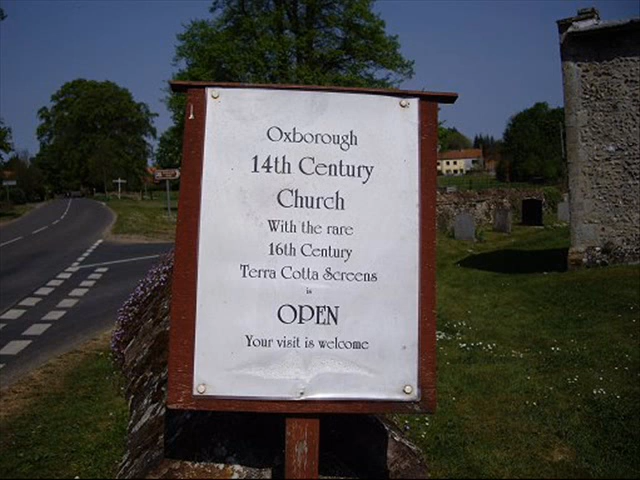 Oxborough
14th Century
Church
With the rare
16th Century
Terra Cotta Screens
is
OPEN
Your visit is welcome